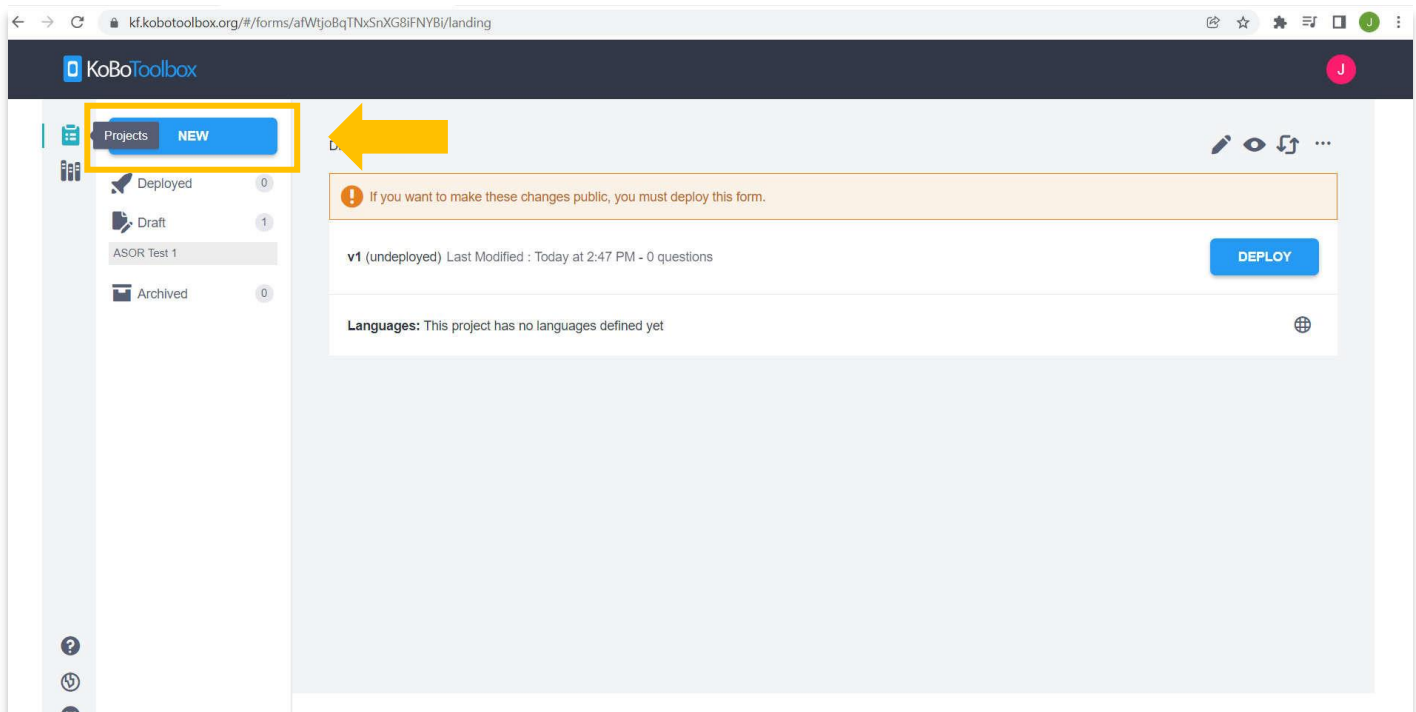 kf.kobotoolbox.org/#/forms/afWtjoBqTNxSnXG8iFNYBi/landing
J
KoBoToolbox
J
Projects
NEW
Deployed 0
Draft 1
ASOR Test 1
Archived 0
If you want to make these changes public, you must deploy this form.
v1 (undeployed) Last Modified : Today at 2:47 PM - 0 questions
DEPLOY
Languages: This project has no languages defined yet